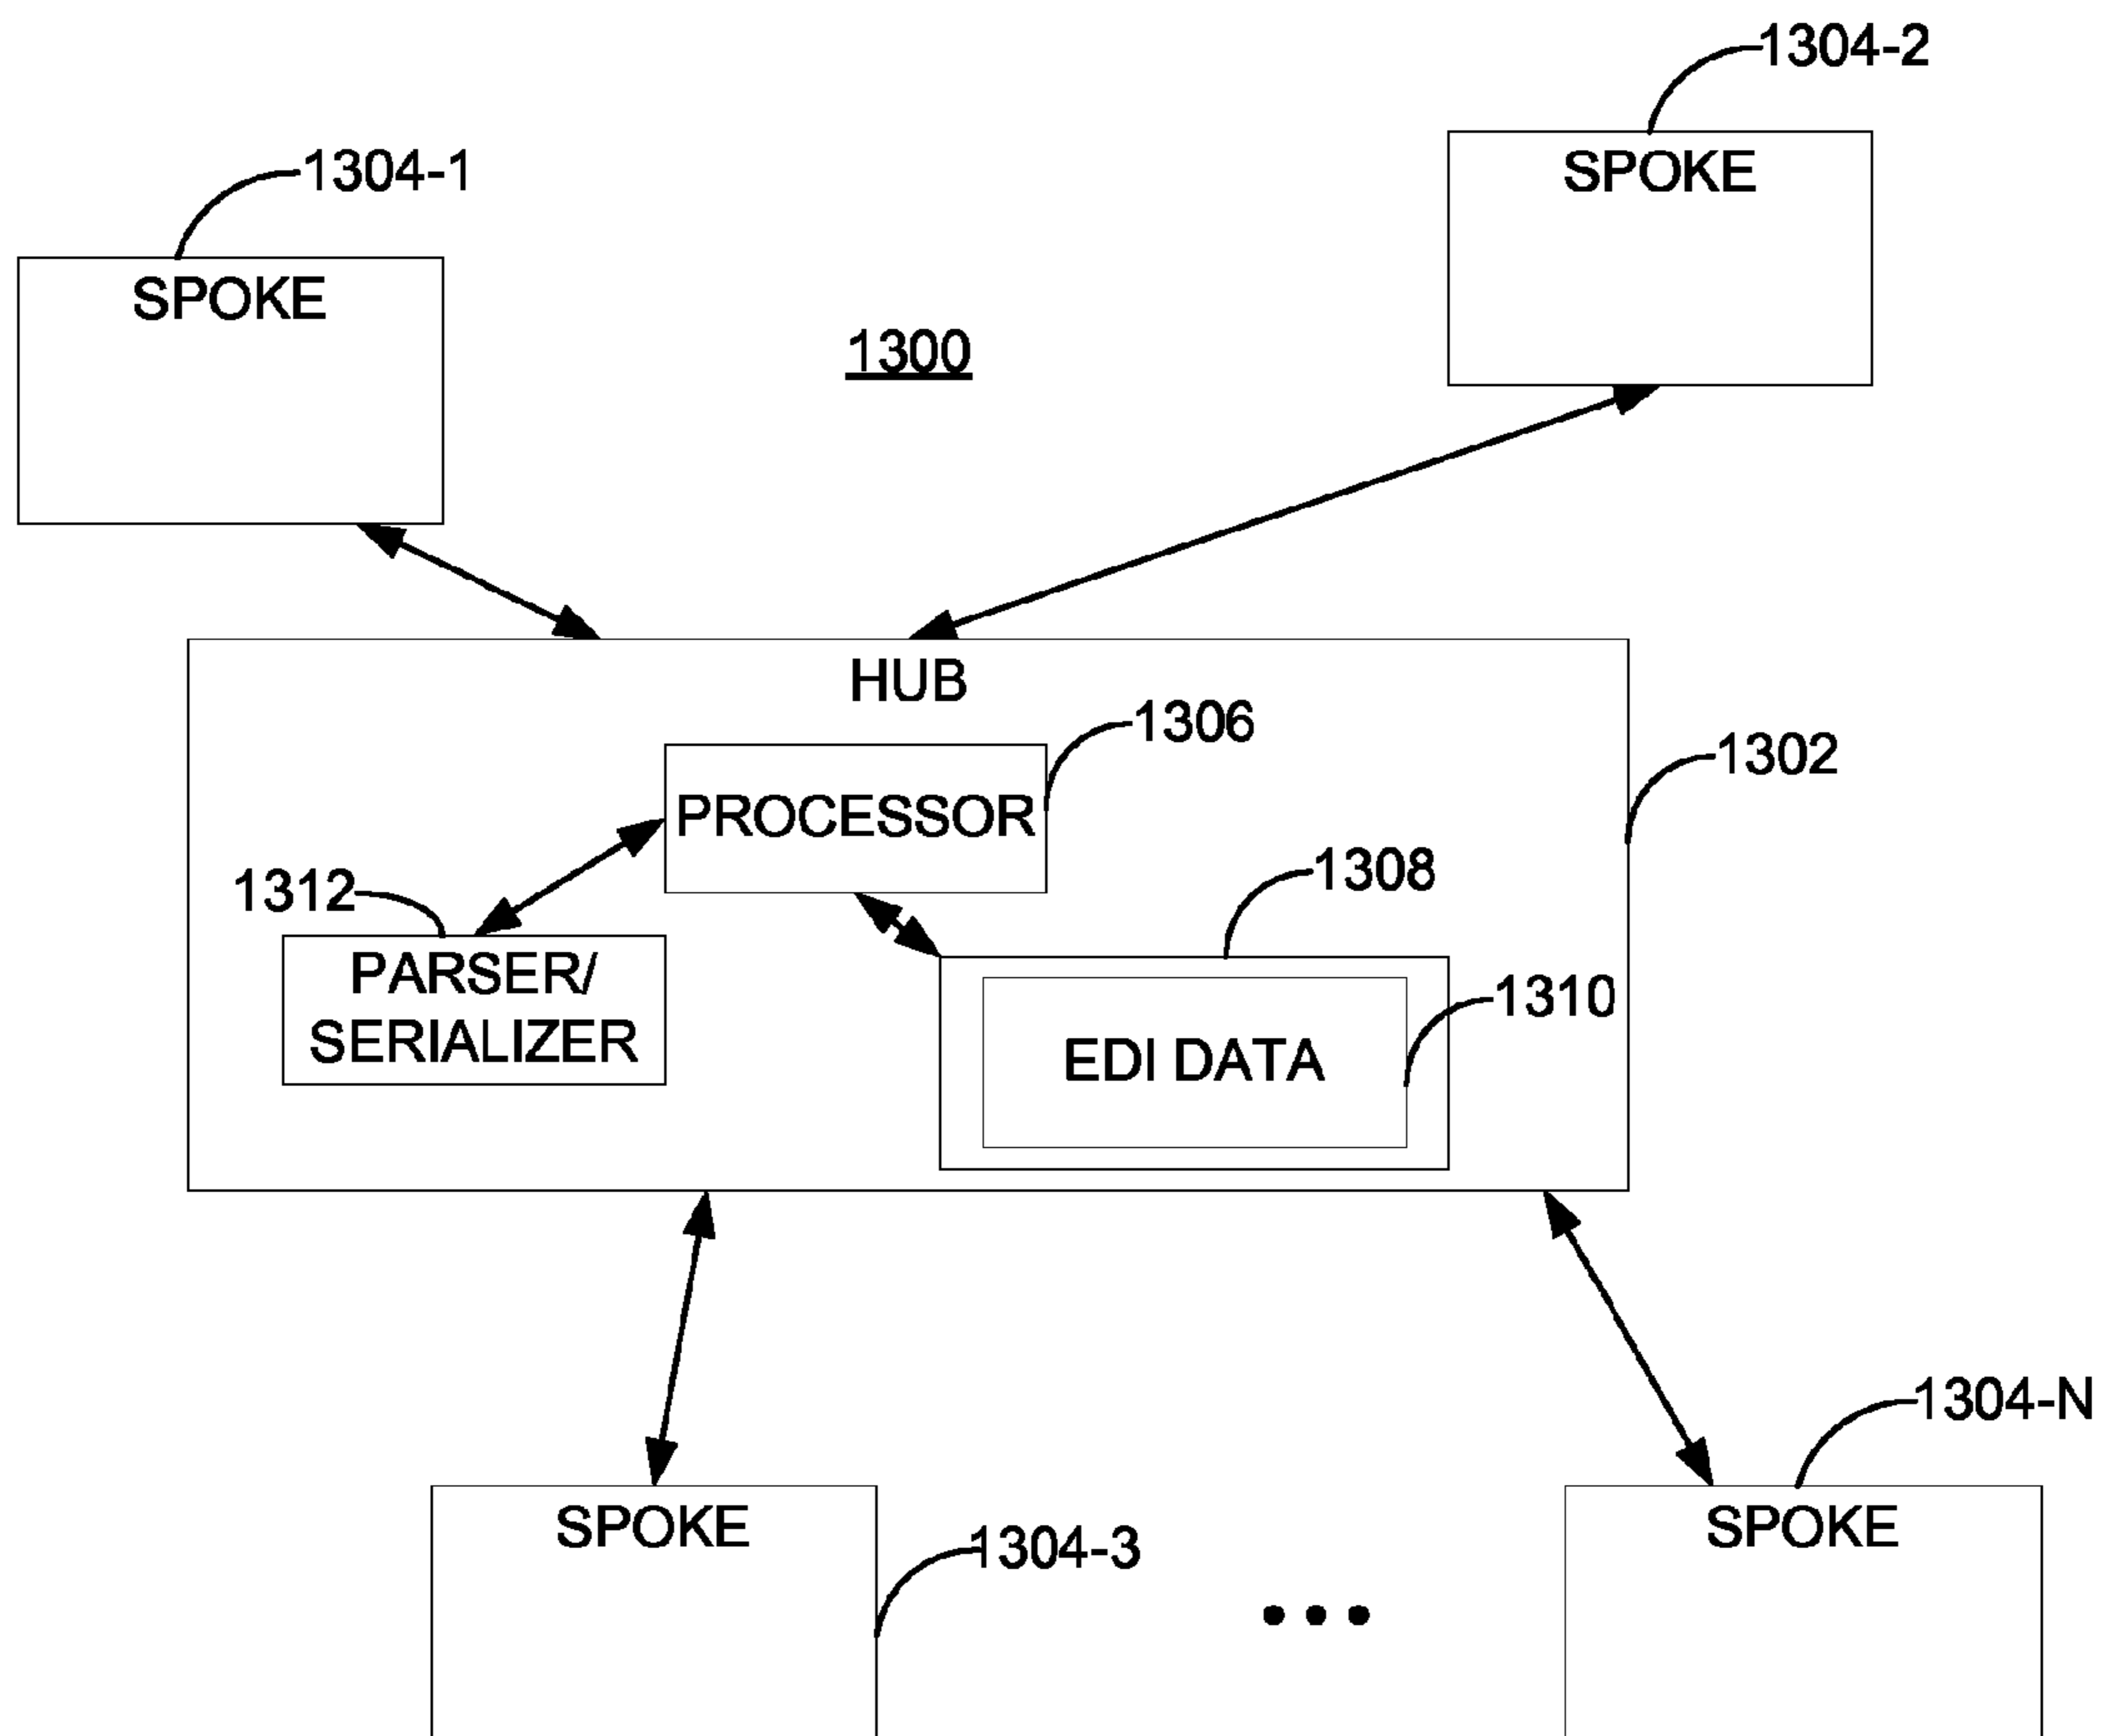 1304-2
SPOKE
1304-1
SPOKE
1300
HUB
1306
1302
PROCESSOR
1308
1312
PARSER/
SERIALIZER
1310
EDI DATA
1304-N
SPOKE
1304-3
SPOKE